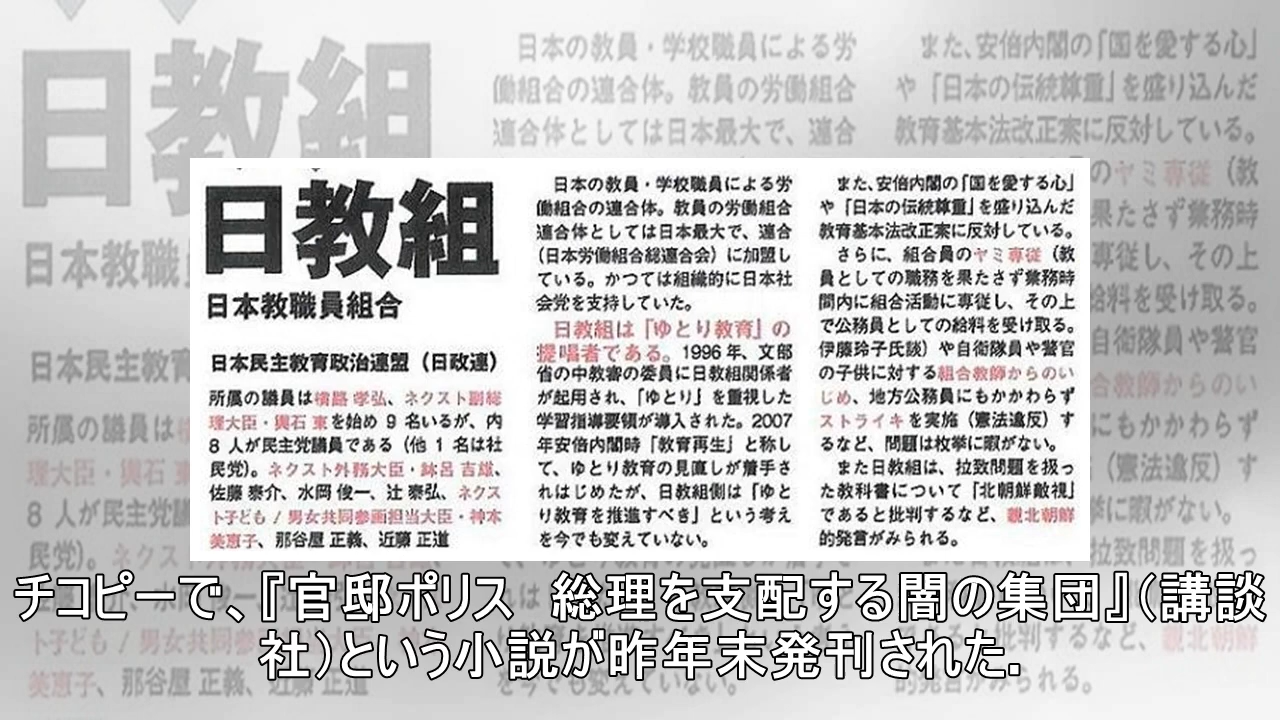 日教組
日本教職員組合
日本民主教育政治連盟（日政連）
所属の議員は横路 孝弘、ネクスト副総
理大臣・輿石 東を始め 9 名いるが、内
8 人が民主党議員である（他 1 名は社
民党）。ネクスト外務大臣・鉢呂 吉雄、
佐藤 泰介、水岡 俊一、辻 泰弘、ネクス
ト子ども / 男女共同参画担当大臣・神本
美恵子、那谷屋 正義、近藤 正道
日本の教員・学校職員による労
働組合の連合体。教員の労働組合
連合体としては日本最大で、連合
（日本労働組合総連合会）に加盟し
ている。かつては組織的に日本社
会党を支持していた。
日教組は『ゆとり教育』の
提唱者である。1996 年、文部
省の中教審の委員に日教組関係者
が起用され、「ゆとり」を重視した
学習指導要領が導入された。2007
年安倍内閣時「教育再生」と称し
て、ゆとり教育の見直しが着手さ
れはじめたが、日教組側は「ゆと
り教育を推進すべき」という考え
を今でも変えていない。
また、安倍内閣の「国を愛する心」
や「日本の伝統尊重」を盛り込んだ
教育基本法改正案に反対している。
さらに、組合員のヤミ専従（教
員としての職務を果たさず業務時
間内に組合活動に専従し、その上
で公務員としての給料を受け取る。
伊藤玲子氏談）や自衛隊員や警官
の子供に対する組合教師からのい
じめ、地方公務員にもかかわらず
ストライキを実施（憲法違反）す
るなど、問題は枚挙に暇がない。
また日教組は、拉致問題を扱っ
た教科書について「北朝鮮敵視」
であると批判するなど、親北朝鮮
的発言がみられる。
チコピーで、『官邸ポリス　総理を支配する闇の集団』（講談
社）という小説が昨年末発刊された.